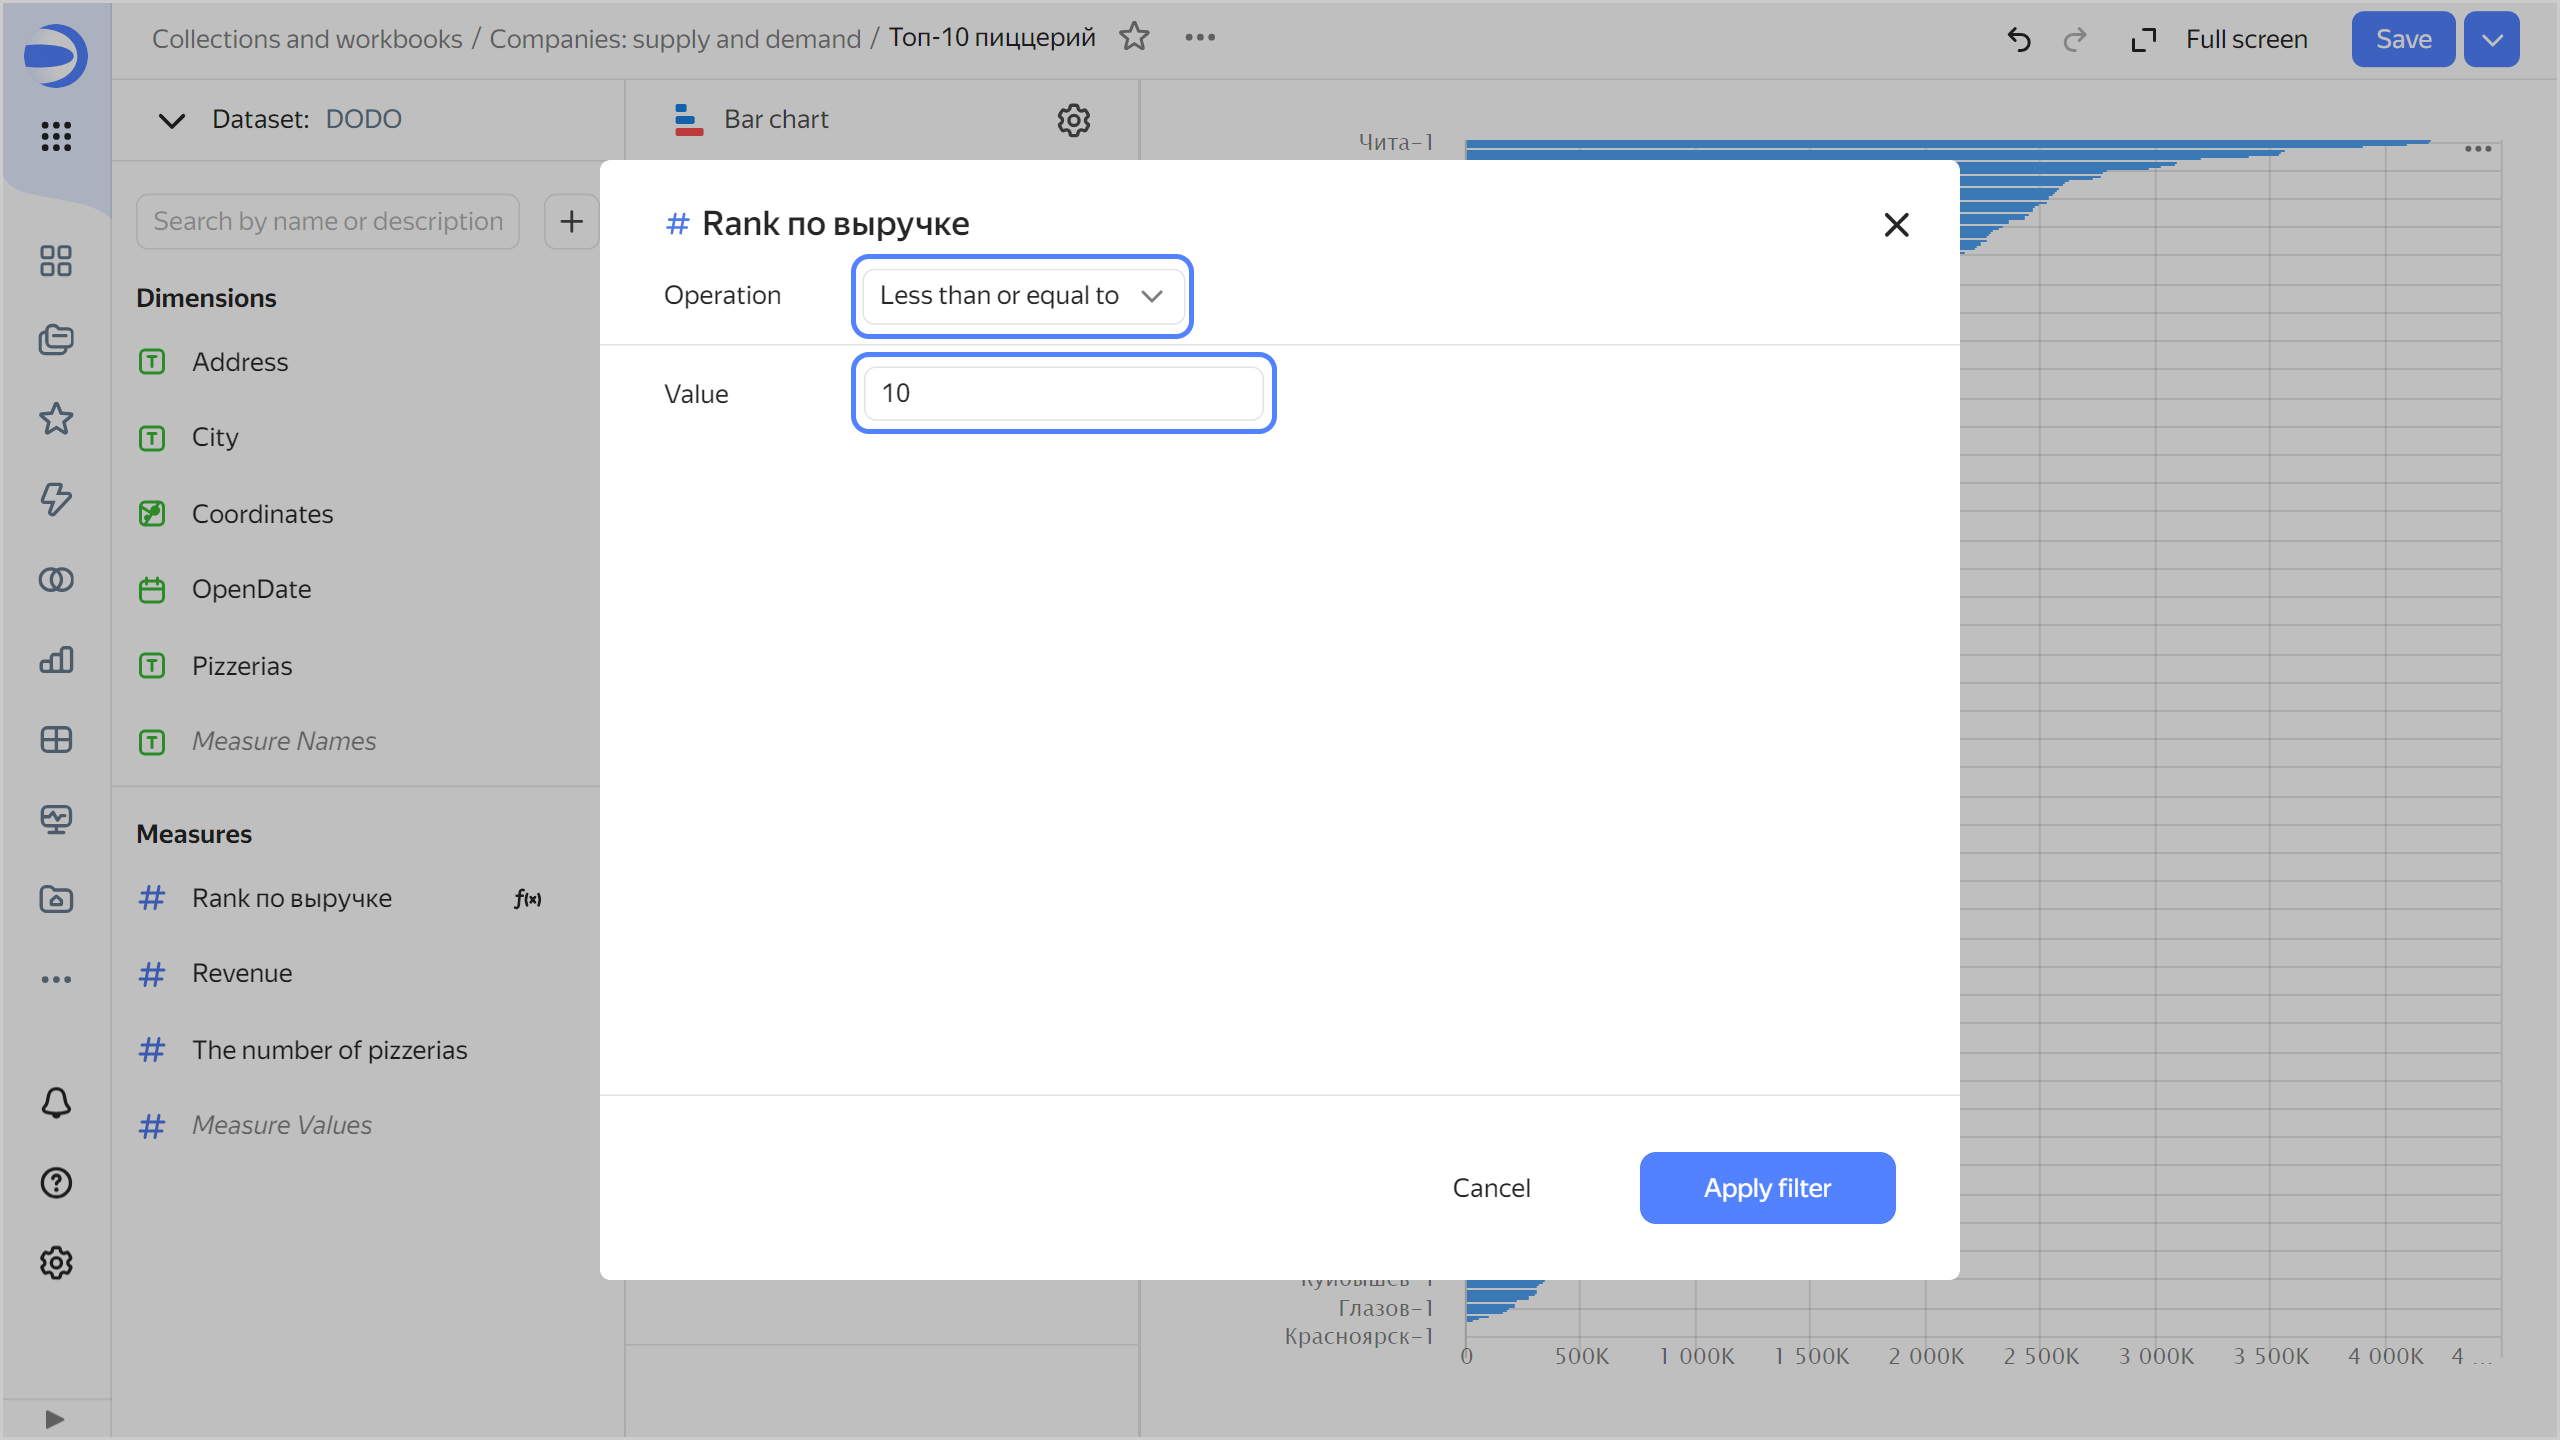 Collections and workbooks / Companies: supply and demand / Топ-10 пиццерий
Full screen
Save
Dataset: DODO
Bar chart
Чита-1
Search by name or description
Dimensions
Address
City
Coordinates
OpenDate
Pizzerias
Measure Names
Measures
Rank по выручке
f(x)
Revenue
The number of pizzerias
Measure Values
# Rank по выручке
Operation
Less than or equal to
Value
10
Cancel
Apply filter
Куйбышев-1
Глазов-1
Красноярск-1
0 500K 1 000K 1 500K 2 000K 2 500K 3 000K 3 500K 4 000K 4 ...